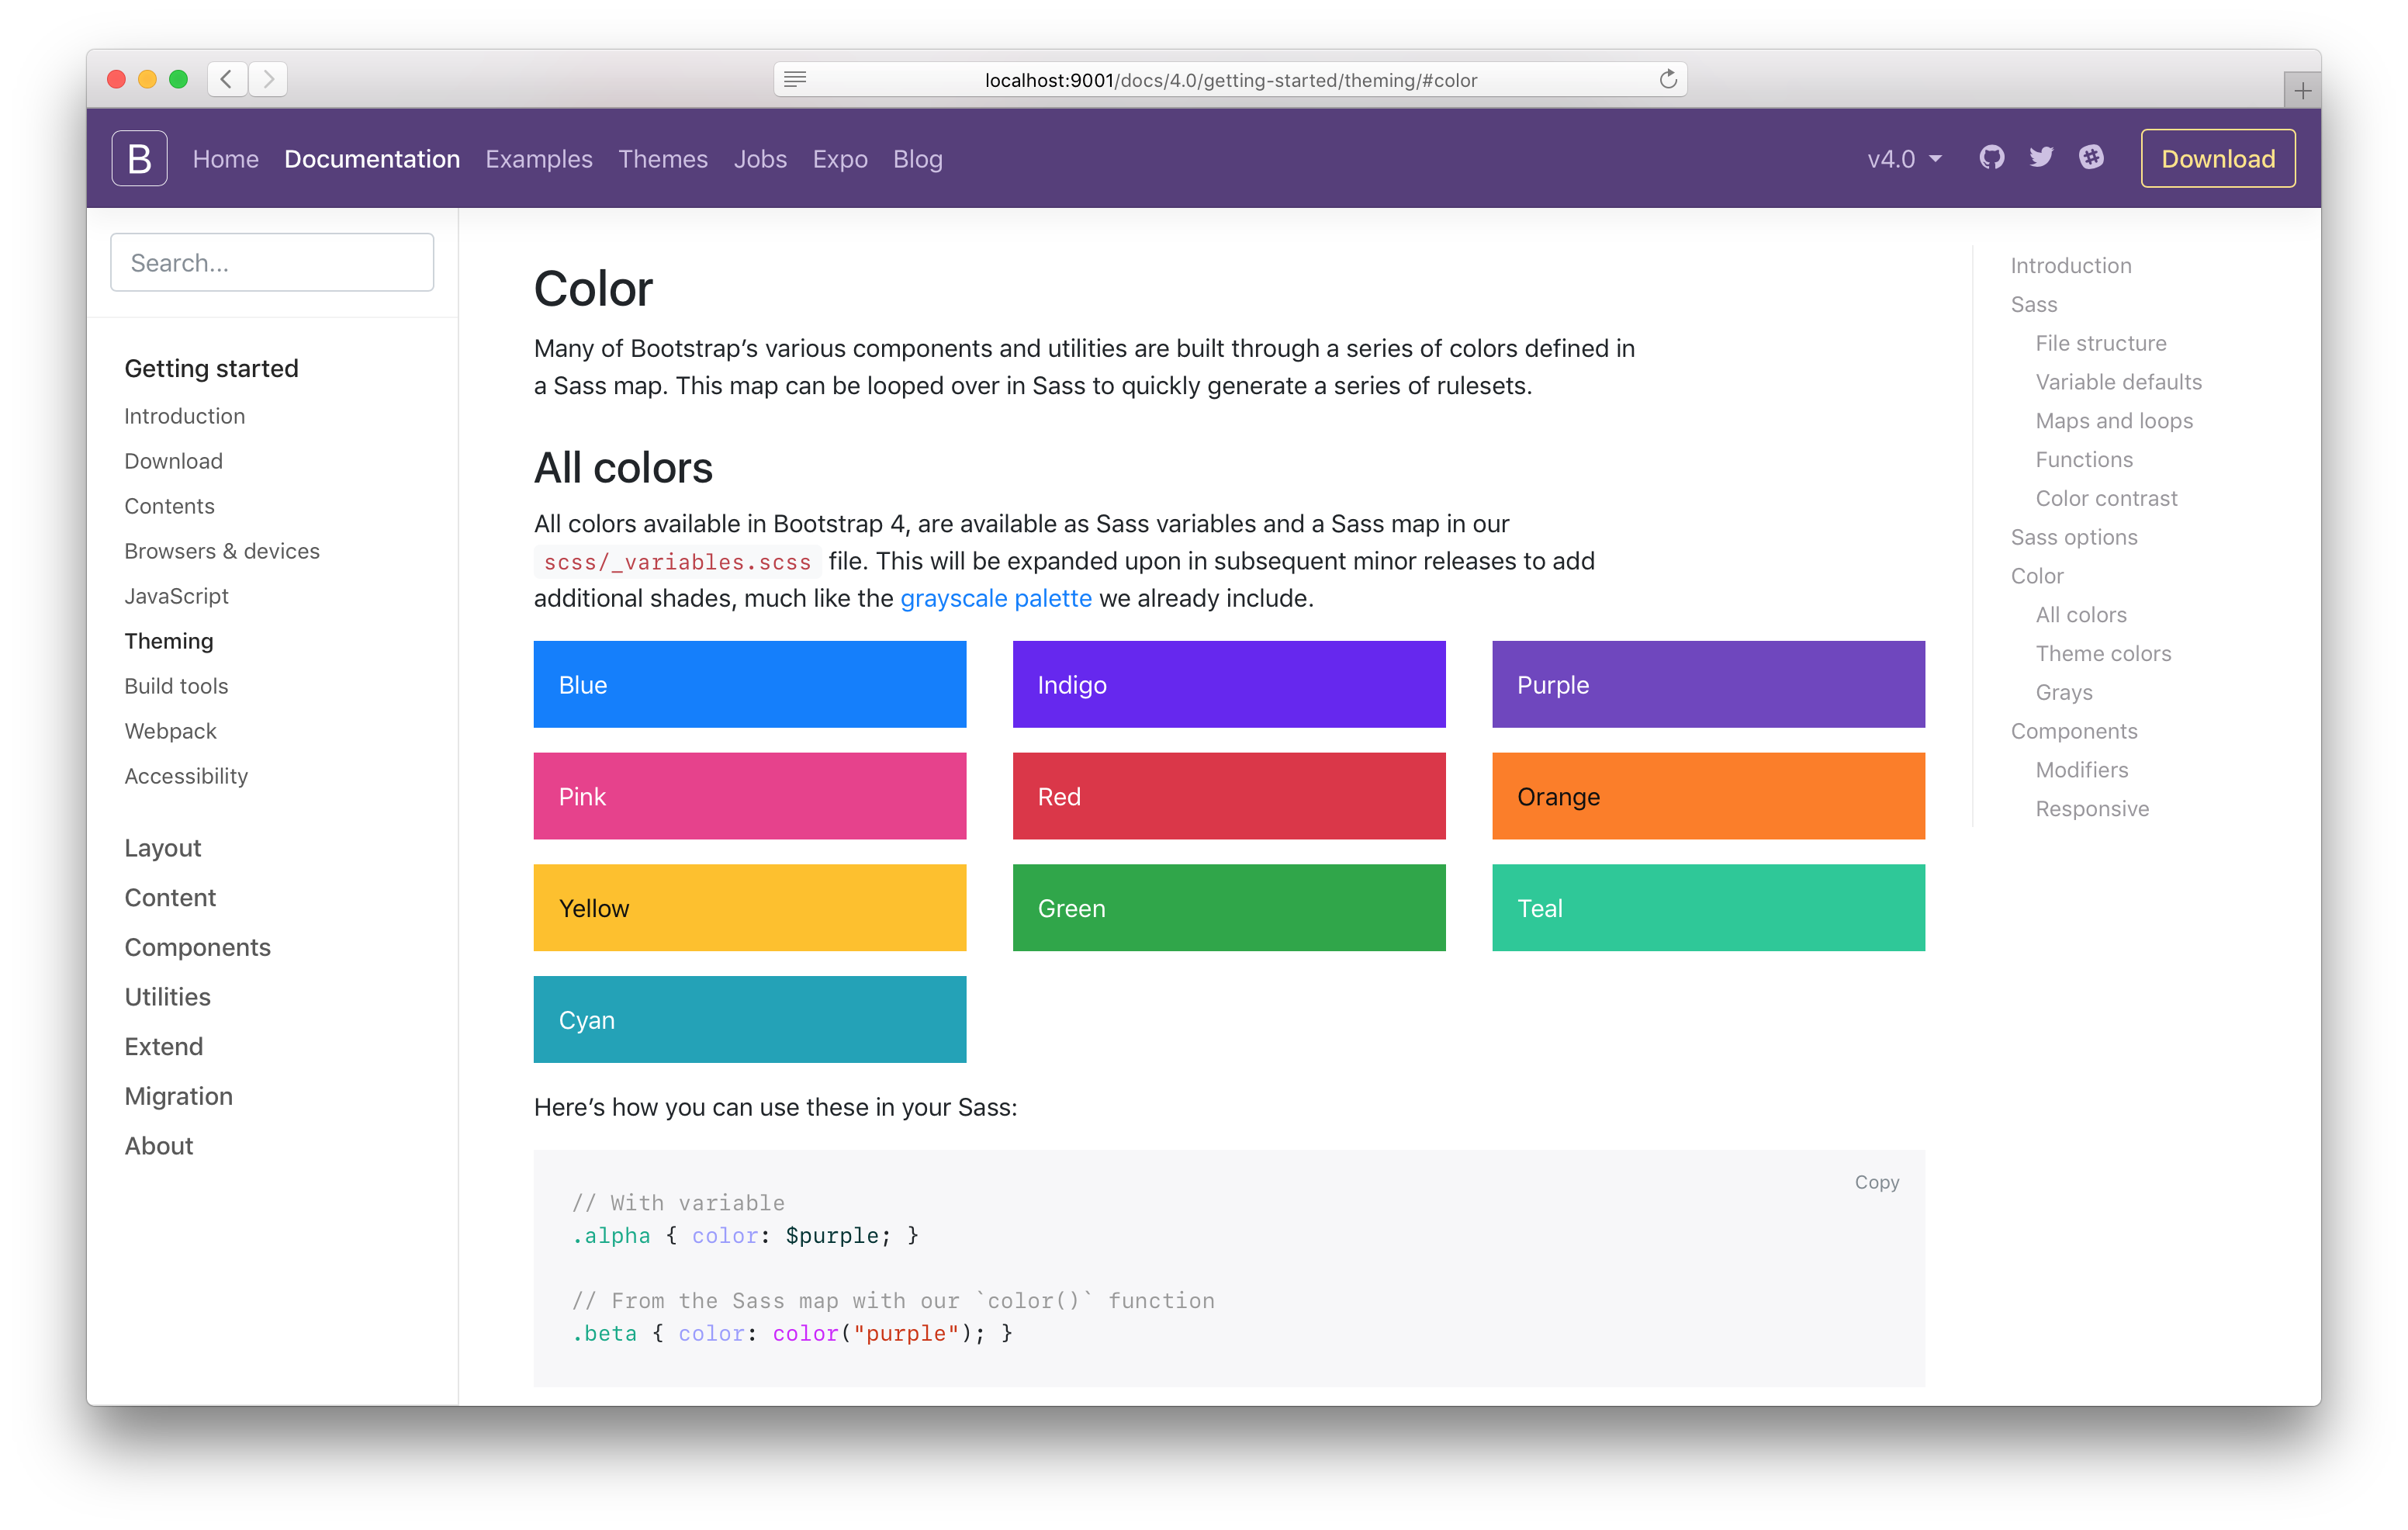 localhost:9001/docs/4.0/getting-started/theming/#color
B Home Documentation Examples Themes Jobs Expo Blog v4.0 Download
Search...
Getting started
Introduction
Download
Contents
Browsers & devices
JavaScript
Theming
Build tools
Webpack
Accessibility
Layout
Content
Components
Utilities
Extend
Migration
About
Color
Many of Bootstrap’s various components and utilities are built through a series of colors defined in
a Sass map. This map can be looped over in Sass to quickly generate a series of rulesets.
All colors
All colors available in Bootstrap 4, are available as Sass variables and a Sass map in our
scss/_variables.scss file. This will be expanded upon in subsequent minor releases to add
additional shades, much like the grayscale palette we already include.
Blue Indigo Purple
Pink Red Orange
Yellow Green Teal
Cyan
Here’s how you can use these in your Sass:
Copy
// With variable
.alpha { color: $purple; }
// From the Sass map with our `color()` function
.beta { color: color("purple"); }
Introduction
Sass
File structure
Variable defaults
Maps and loops
Functions
Color contrast
Sass options
Color
All colors
Theme colors
Grays
Components
Modifiers
Responsive